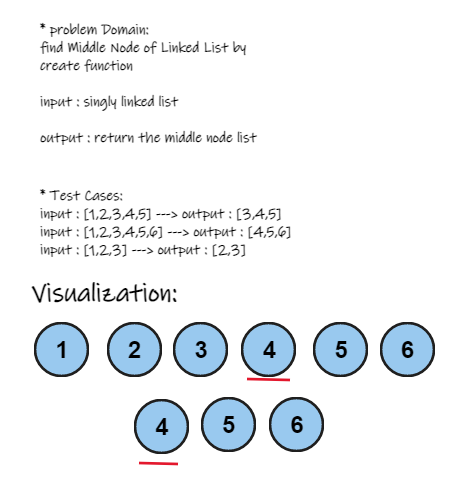 * problem Domain:
find Middle Node of Linked List by
create function
input : singly linked list
output : return the middle node list
* Test Cases:
input : [1,2,3,4,5] ---> output : [3,4,5]
input : [1,2,3,4,5,6] ---> output : [4,5,6]
input : [1,2,3] ---> output : [2,3]
Visualization:
1 2 3 4 5 6
4 5 6